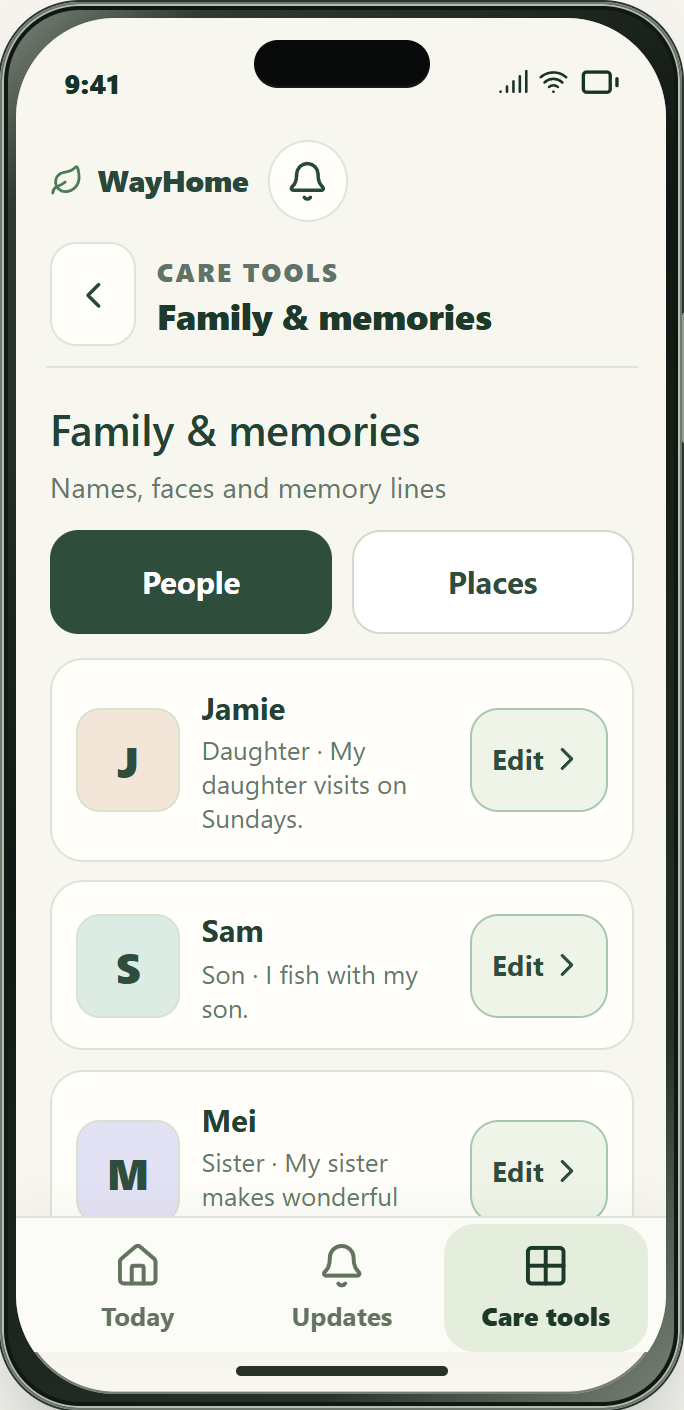 9:41
WayHome
CARE TOOLS
Family & memories
Family & memories
Names, faces and memory lines
People
Places
J
Jamie
Daughter · My
daughter visits on
Sundays.
Edit
S
Sam
Son · I fish with my
son.
Edit
M
Mei
Sister · My sister
makes wonderful
Edit
Today
Updates
Care tools